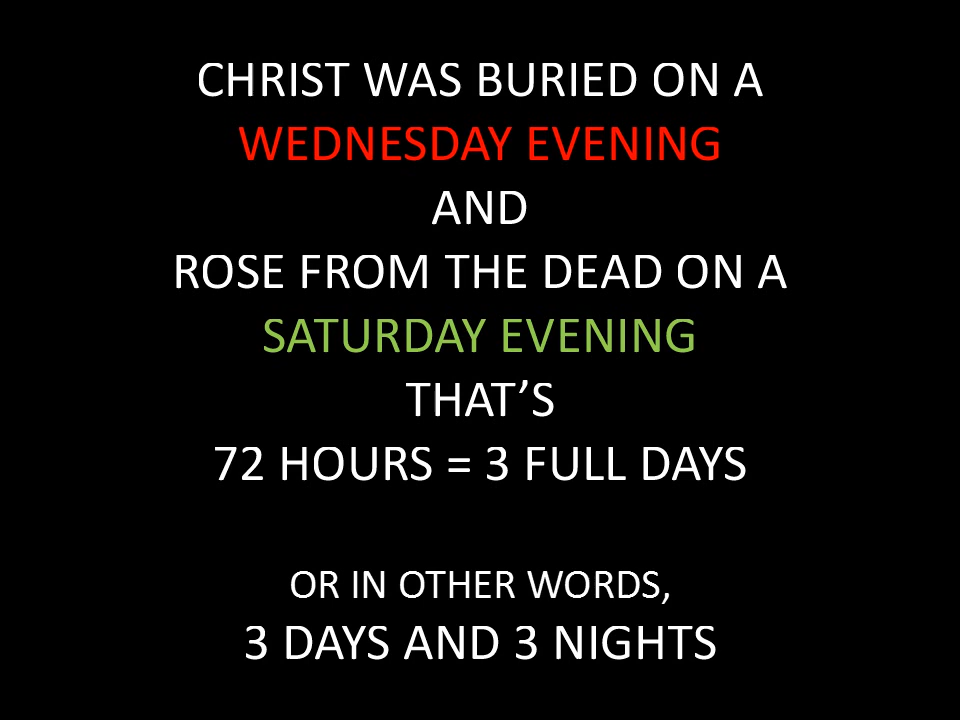 CHRIST WAS BURIED ON A
WEDNESDAY EVENING
AND
ROSE FROM THE DEAD ON A
SATURDAY EVENING
THAT’S
72 HOURS = 3 FULL DAYS
OR IN OTHER WORDS,
3 DAYS AND 3 NIGHTS